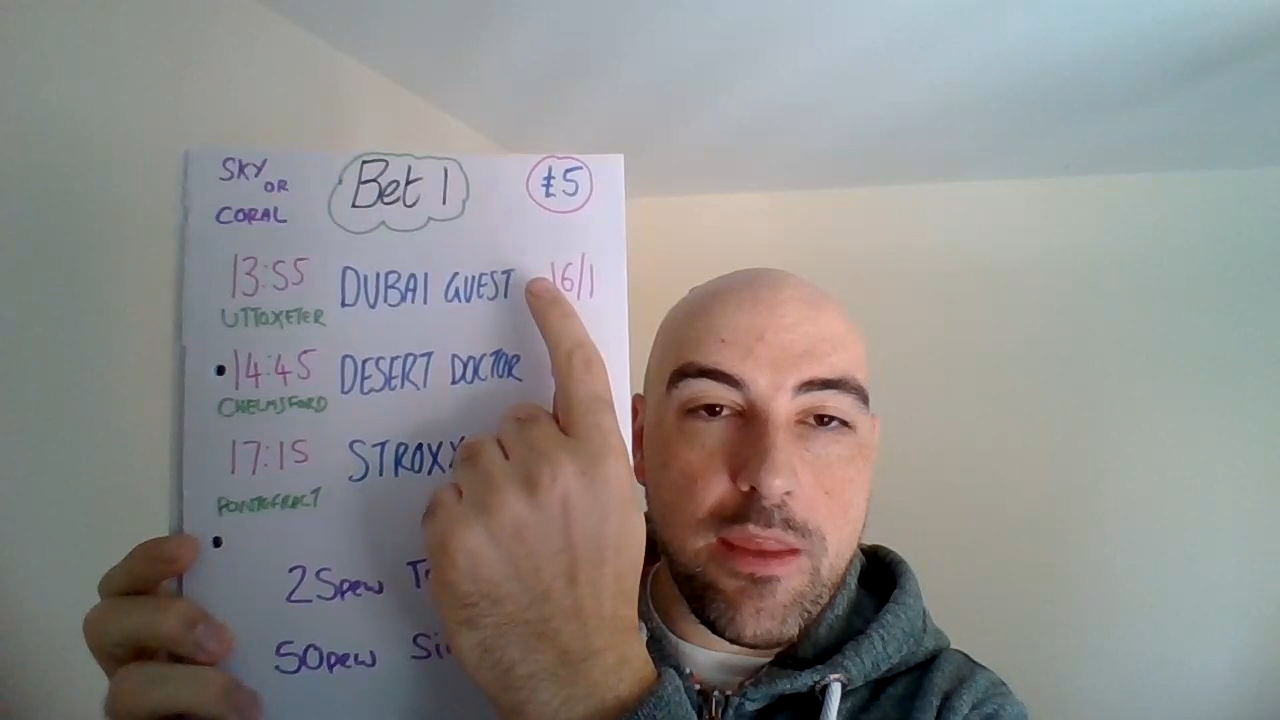 SKY OR CORAL
Bet 1
£5
13:55 DUBAI GUEST 16/1
UTTOXETER
14:45 DESERT DOCTOR
CHELMSFORD
17:15 STROXX
PONTEFRACT
25pew
50pew